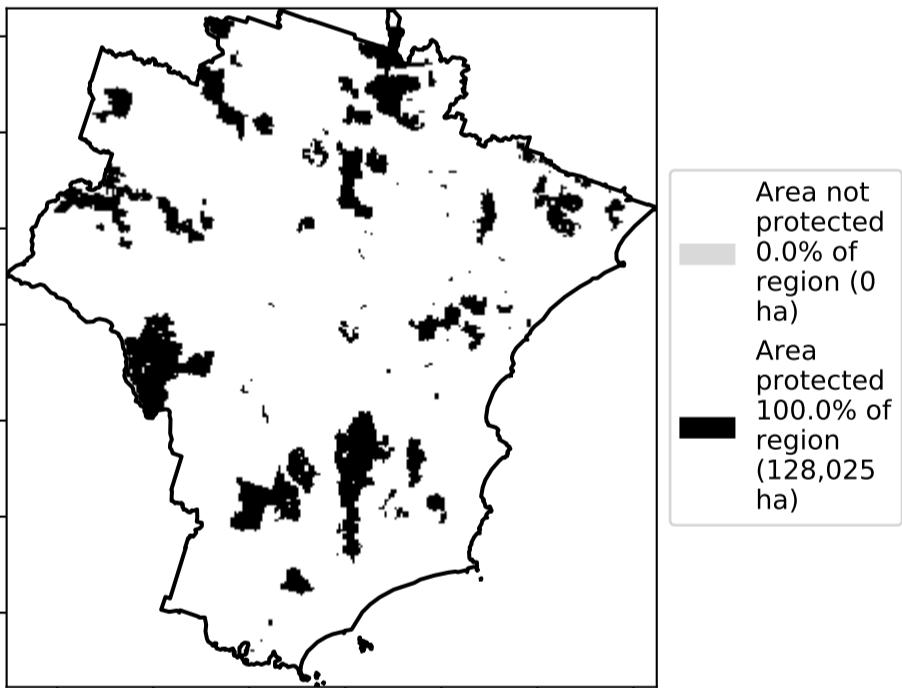 Area not
protected
0.0% of
region (0
ha)
Area
protected
100.0% of
region
(128,025
ha)